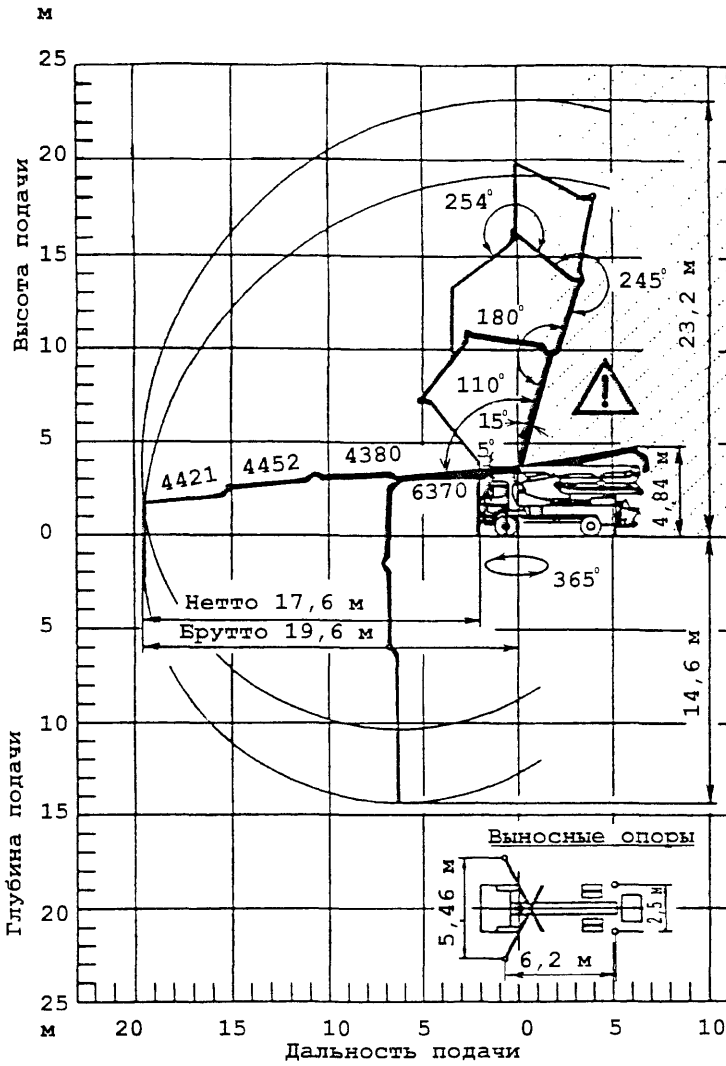 м
25
20
15
10
5
0
5
10
15
20
25
м
Высота подачи
Глубина подачи
254°
245°
180°
110°
15°
5°
23,2 м
4421
4452
4380
6370
4,84 м
365°
Нетто 17,6 м
Брутто 19,6 м
14,6 м
Выносные опоры
5,46 м
2,5 м
6,2 м
20
15
10
5
0
5
10
Дальность подачи